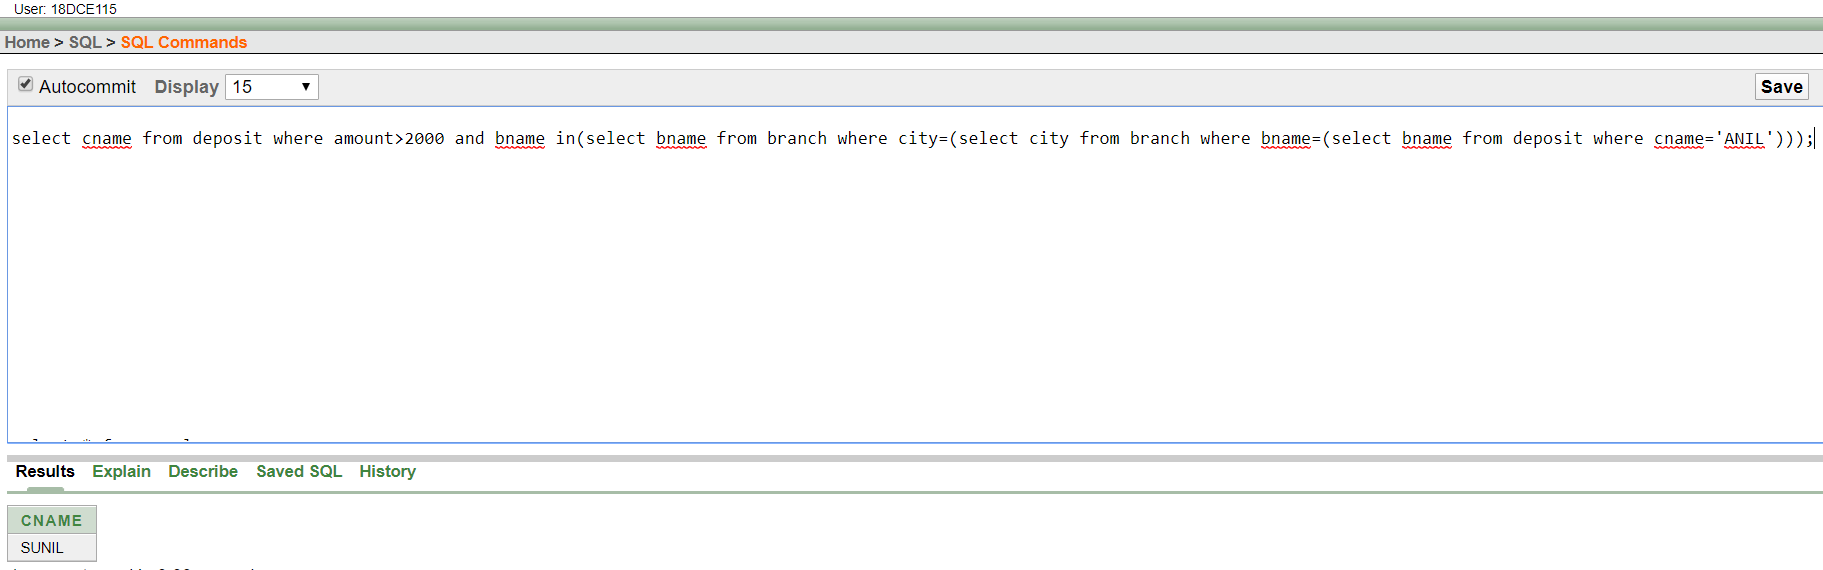 User: 18DCE115
Home > SQL > SQL Commands
Autocommit Display 15 Save
select cname from deposit where amount>2000 and bname in(select bname from branch where city=(select city from branch where bname=(select bname from deposit where cname='ANIL')));
Results Explain Describe Saved SQL History
CNAME
SUNIL